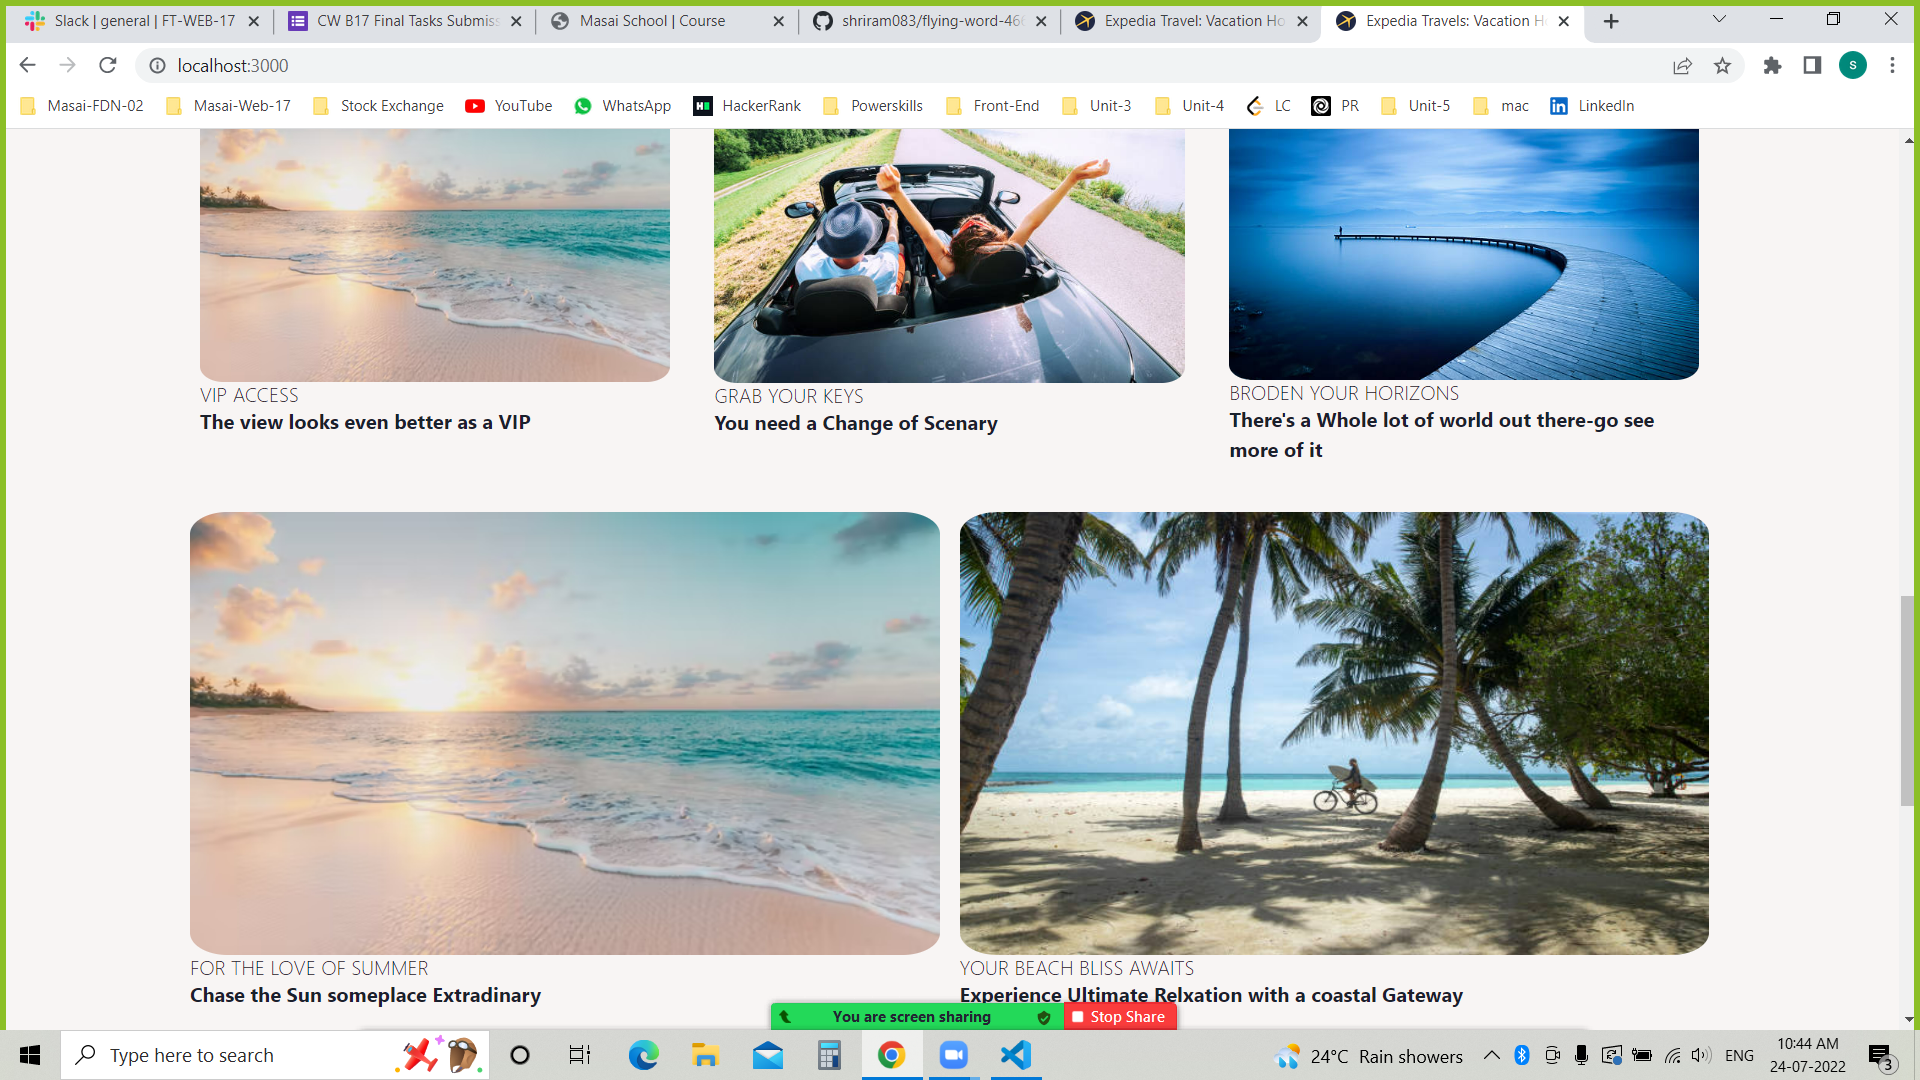 Slack | general | FT-WEB-17
CW B17 Final Tasks Submiss
Masai School | Course
shriram083/flying-word-466
Expedia Travel: Vacation Ho
Expedia Travels: Vacation H
localhost:3000
S
Masai-FDN-02
Masai-Web-17
Stock Exchange
YouTube
WhatsApp
HackerRank
Powerskills
Front-End
Unit-3
Unit-4
LC
PR
Unit-5
mac
LinkedIn
VIP ACCESS
The view looks even better as a VIP
GRAB YOUR KEYS
You need a Change of Scenary
BRODEN YOUR HORIZONS
There's a Whole lot of world out there-go see
more of it
FOR THE LOVE OF SUMMER
Chase the Sun someplace Extradinary
YOUR BEACH BLISS AWAITS
Experience Ultimate Relxation with a coastal Gateway
You are screen sharing
Stop Share
Type here to search
24°C Rain showers
ENG
10:44 AM
24-07-2022
3